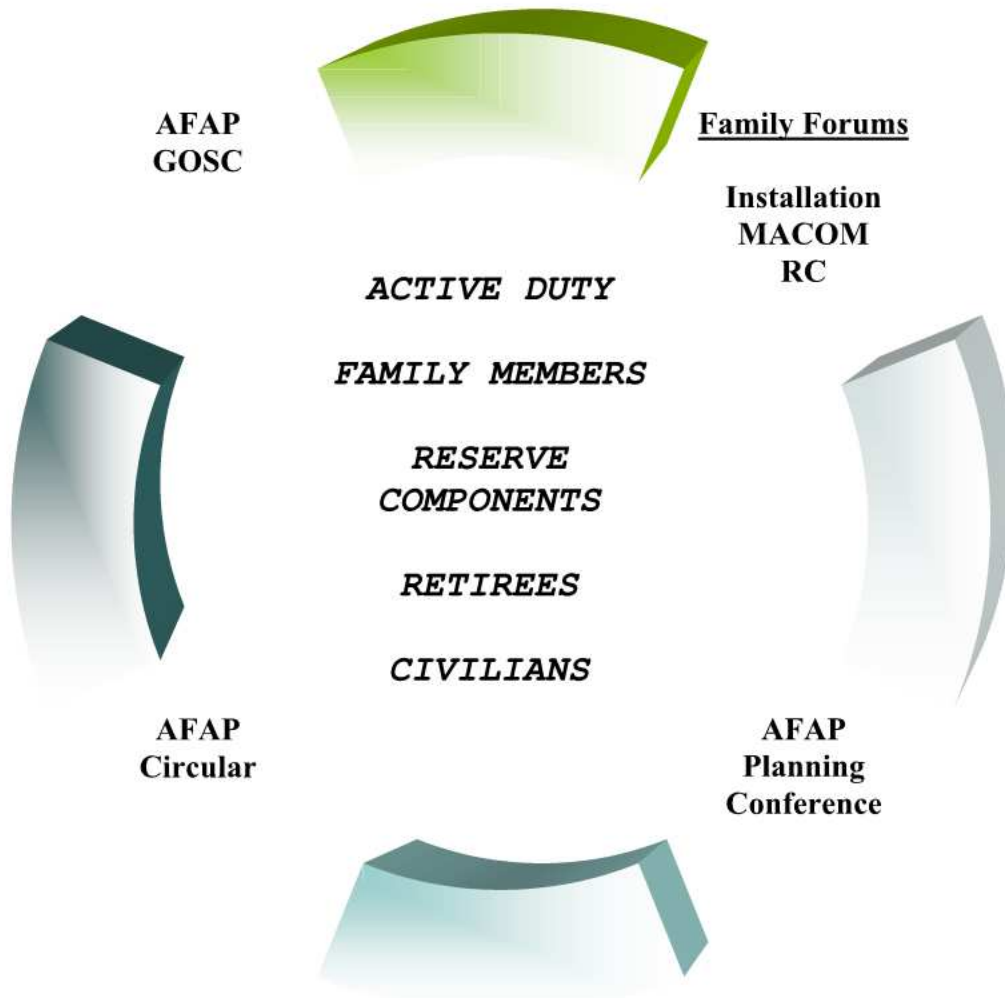 AFAP
GOSC
Family Forums
Installation
MACOM
RC
ACTIVE DUTY
FAMILY MEMBERS
RESERVE
COMPONENTS
RETIREES
CIVILIANS
AFAP
Circular
AFAP
Planning
Conference